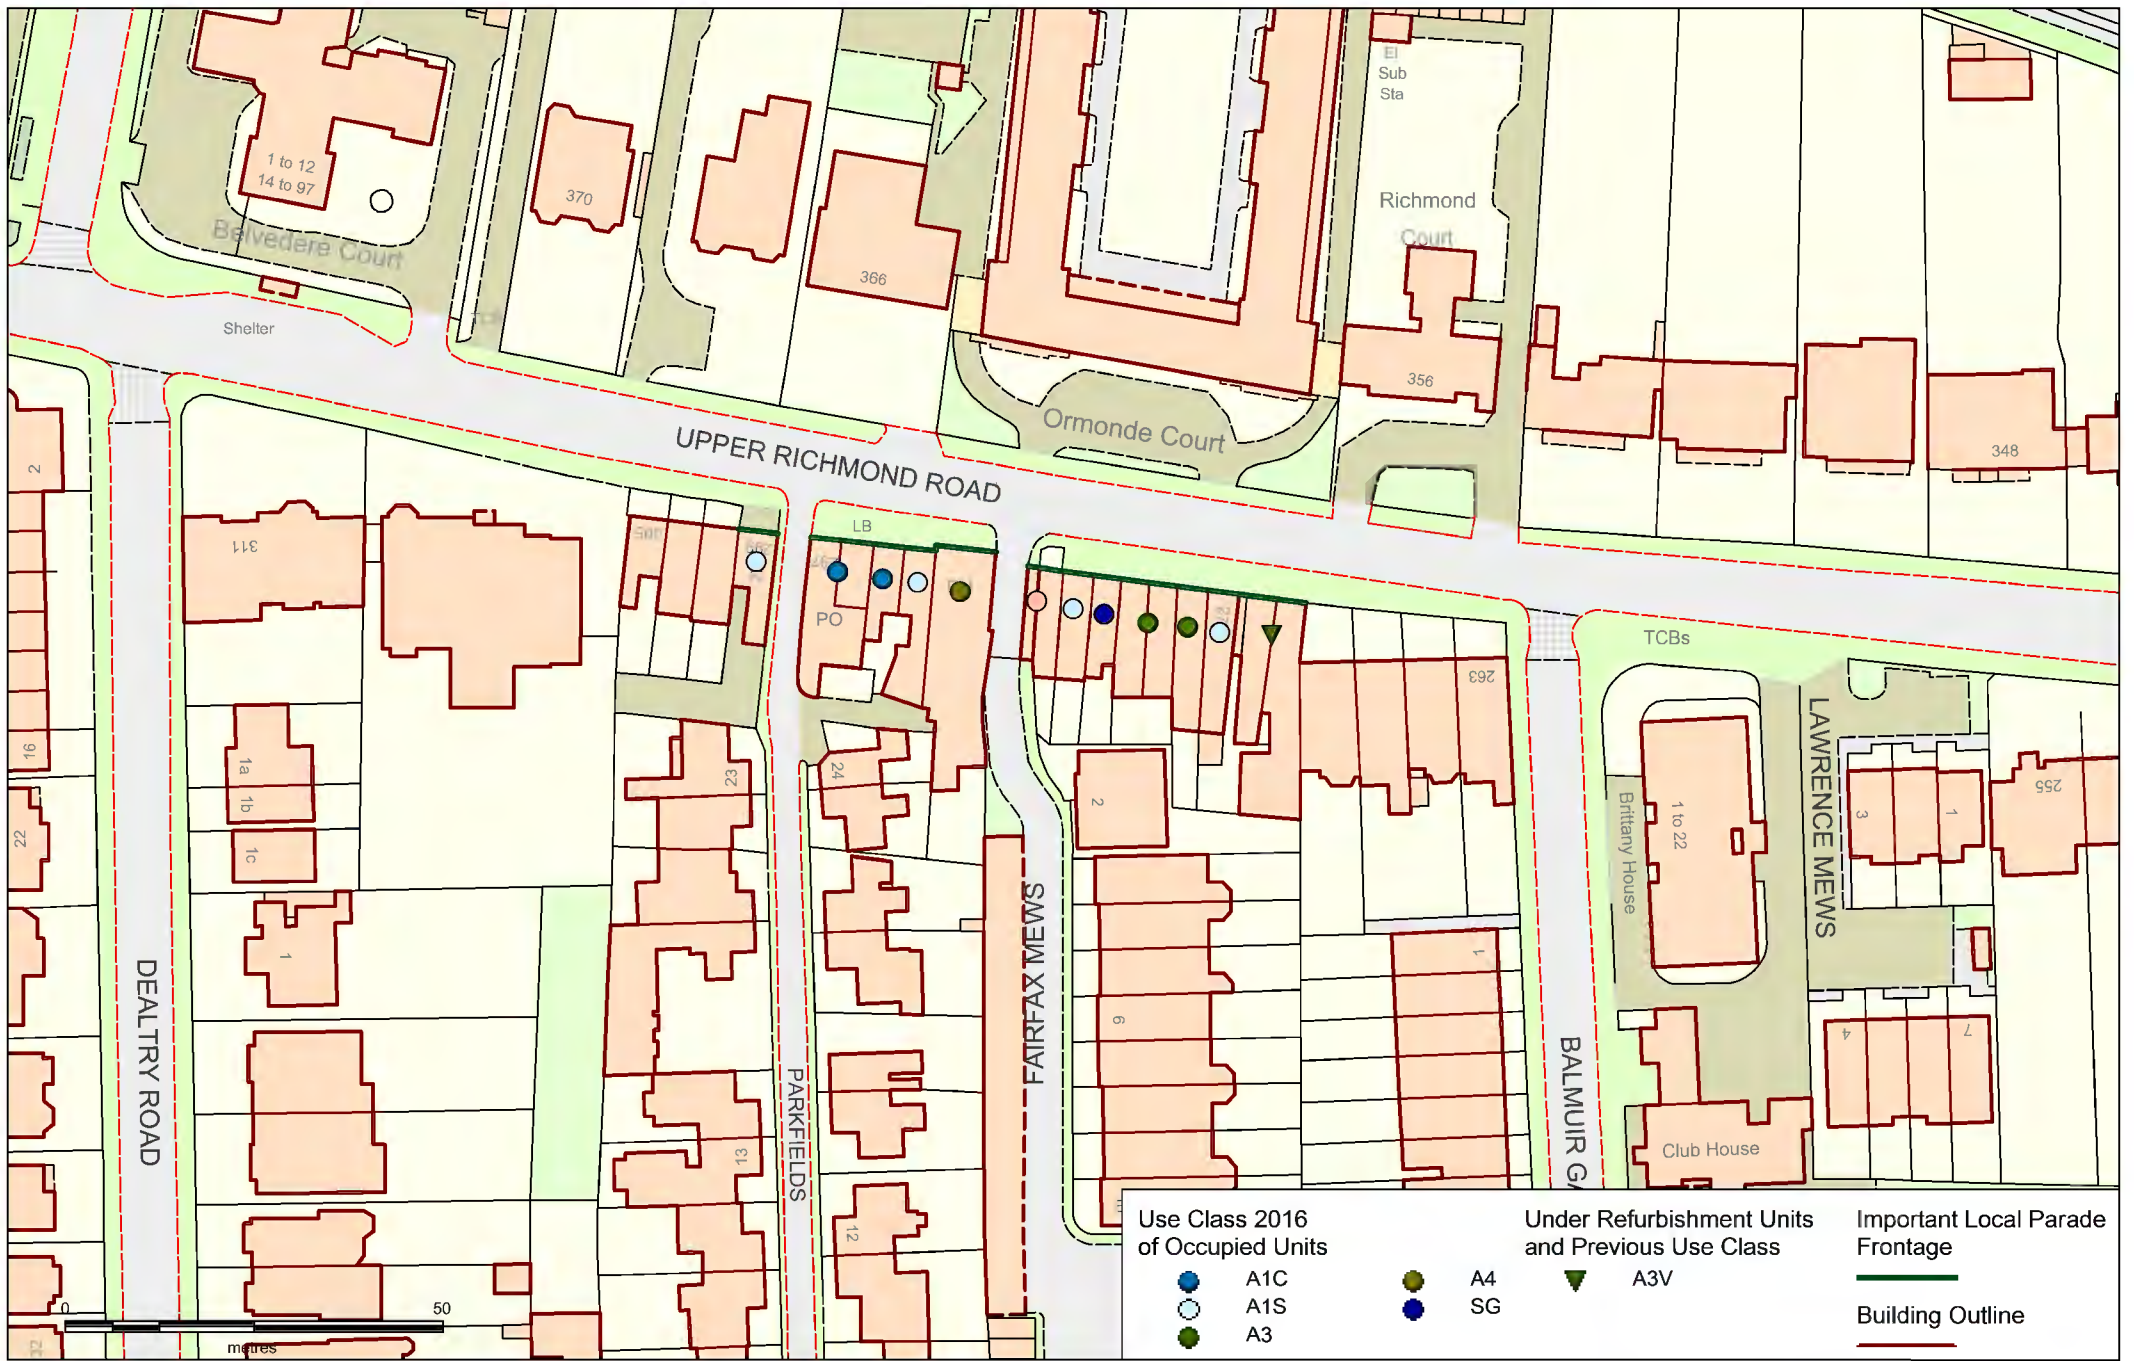 El
Sub
Sta
1 to 12
14 to 97
370
Richmond
Court
Belvedere Court
366
Shelter
356
Ormonde Court
348
UPPER RICHMOND ROAD
2
LB
311
305
PO
TCBs
263
LAWRENCE MEWS
16
1a
1b
1c
23
24
2
1 to 22
Brittany House
3
1
255
22
1
FAIRFAX MEWS
DEALTRY ROAD
9
1
4
7
PARKFIELDS
BALMUIR GA
13
Club House
12
Use Class 2016
of Occupied Units
A1C
A1S
A3
A4
SG
Under Refurbishment Units
and Previous Use Class
A3V
Important Local Parade
Frontage
Building Outline
0
50
metres
32